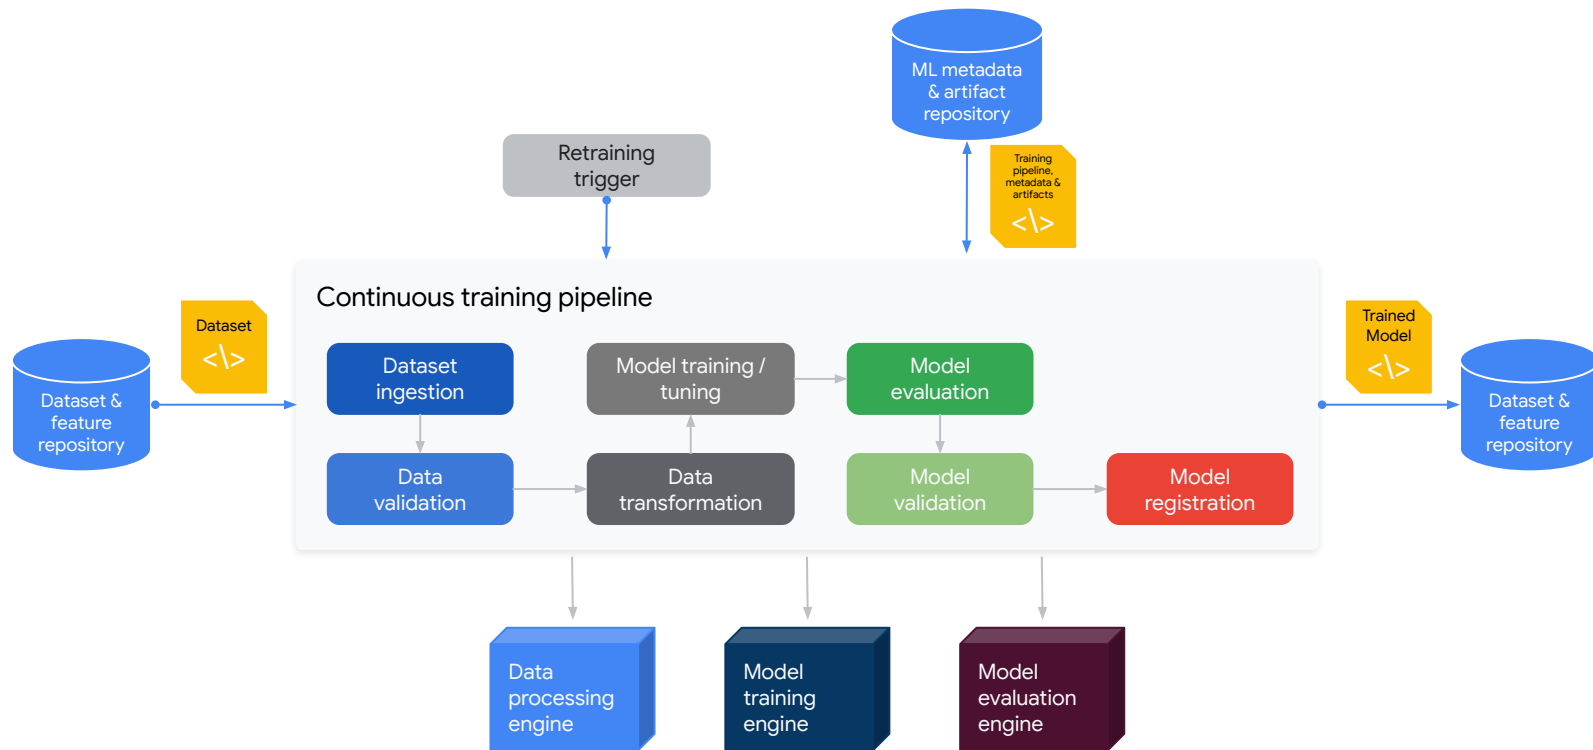 ML metadata
& artifact
repository
Retraining
trigger
Training
pipeline,
metadata &
artifacts
</>
Continuous training pipeline
Dataset
</>
Trained
Model
</>
Dataset &
feature
repository
Dataset
ingestion
Model training /
tuning
Model
evaluation
Dataset &
feature
repository
Data
validation
Data
transformation
Model
validation
Model
registration
Data
processing
engine
Model
training
engine
Model
evaluation
engine